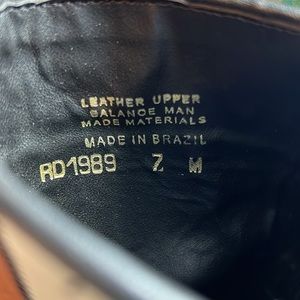 LEATHER UPPER
BALANCE MAN
MADE MATERIALS
MADE IN BRAZIL
RD1989 7 M